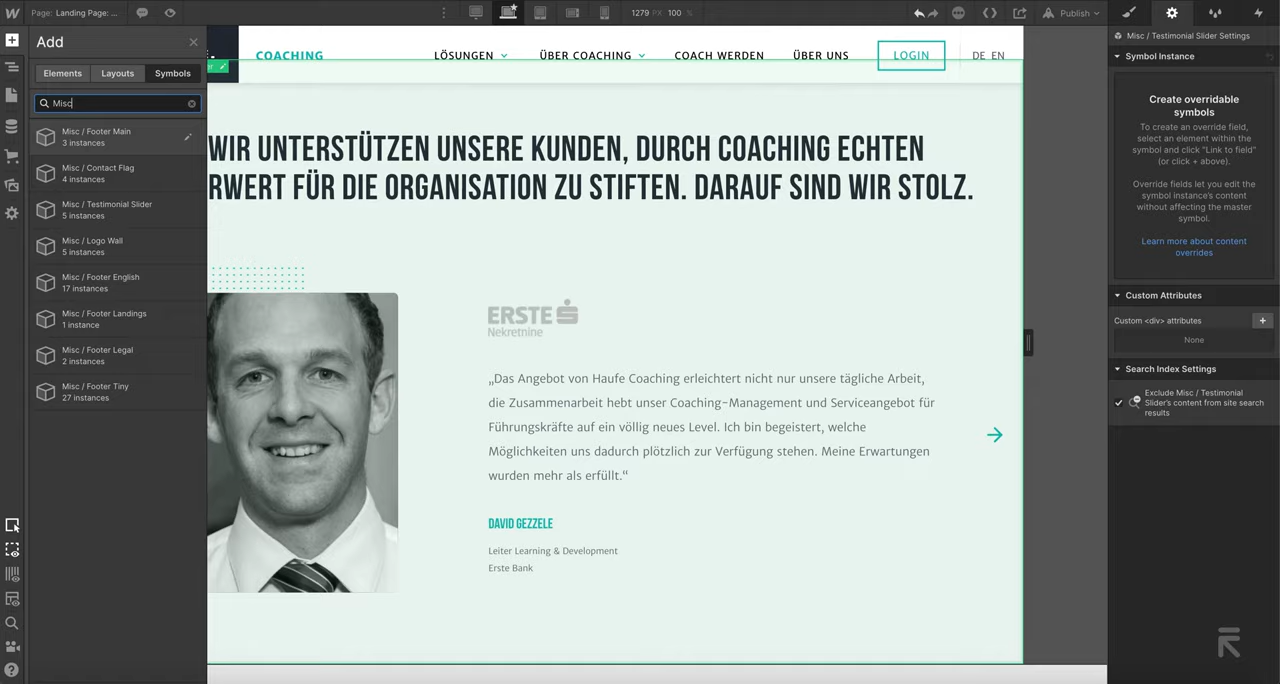 Page: Landing Page: ...
1279 PX 100 %
Publish
Add
Elements
Layouts
Symbols
Misc
Misc / Footer Main
3 instances
Misc / Contact Flag
4 instances
Misc / Testimonial Slider
5 instances
Misc / Logo Wall
5 instances
Misc / Footer English
17 instances
Misc / Footer Landings
1 instance
Misc / Footer Legal
2 instances
Misc / Footer Tiny
27 instances
COACHING
LÖSUNGEN
ÜBER COACHING
COACH WERDEN
ÜBER UNS
LOGIN
DE EN
WIR UNTERSTÜTZEN UNSERE KUNDEN, DURCH COACHING ECHTEN
RWERT FÜR DIE ORGANISATION ZU STIFTEN. DARAUF SIND WIR STOLZ.
ERSTE
Nekretnine
„Das Angebot von Haufe Coaching erleichtert nicht nur unsere tägliche Arbeit,
die Zusammenarbeit hebt unser Coaching-Management und Serviceangebot für
Führungskräfte auf ein völlig neues Level. Ich bin begeistert, welche
Möglichkeiten uns dadurch plötzlich zur Verfügung stehen. Meine Erwartungen
wurden mehr als erfüllt.“
DAVID GEZZELE
Leiter Learning & Development
Erste Bank
Misc / Testimonial Slider Settings
Symbol Instance
Create overridable
symbols
To create an override field,
select an element within the
symbol and click "Link to field"
(or click + above).
Override fields let you edit the
symbol instance's content
without affecting the master
symbol.
Learn more about content
overrides
Custom Attributes
Custom <div> attributes
None
Search Index Settings
Exclude Misc / Testimonial
Slider's content from site search
results